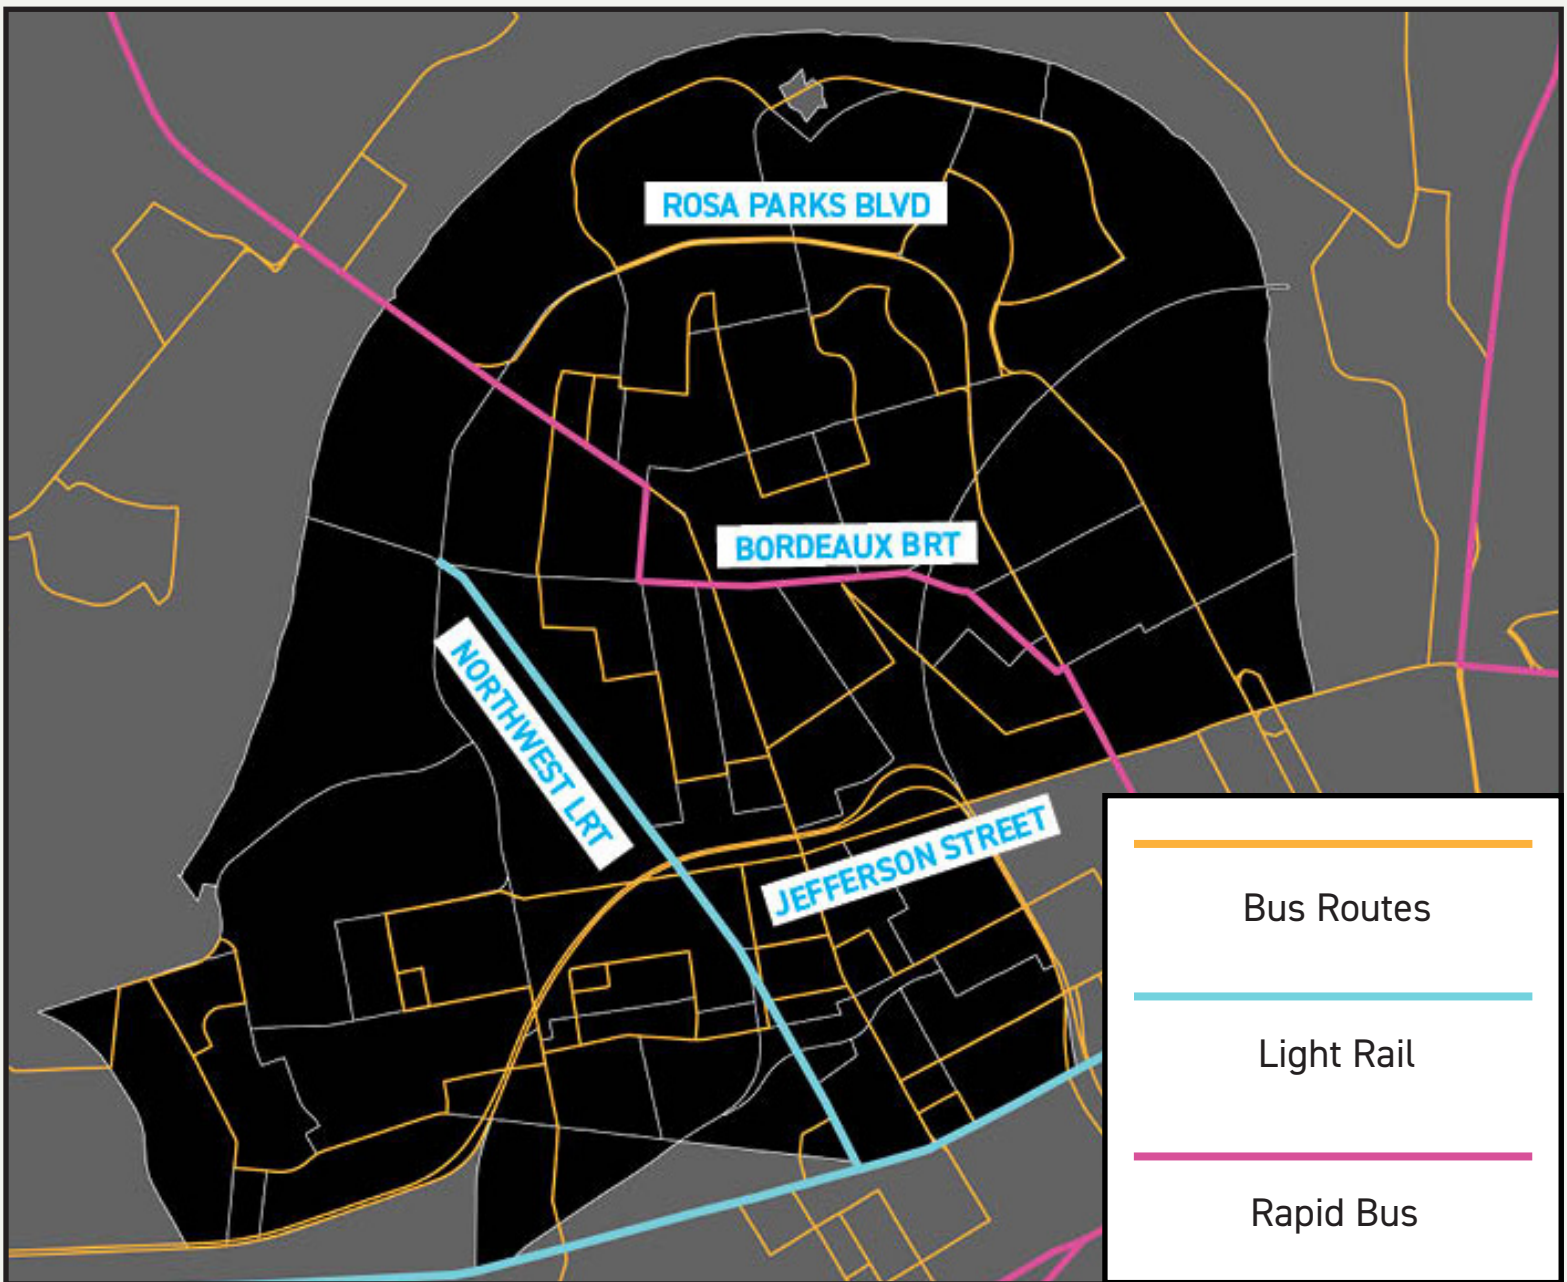 ROSA PARKS BLVD
BORDEAUX BRT
NORTHWEST LRT
JEFFERSON STREET
Bus Routes
Light Rail
Rapid Bus